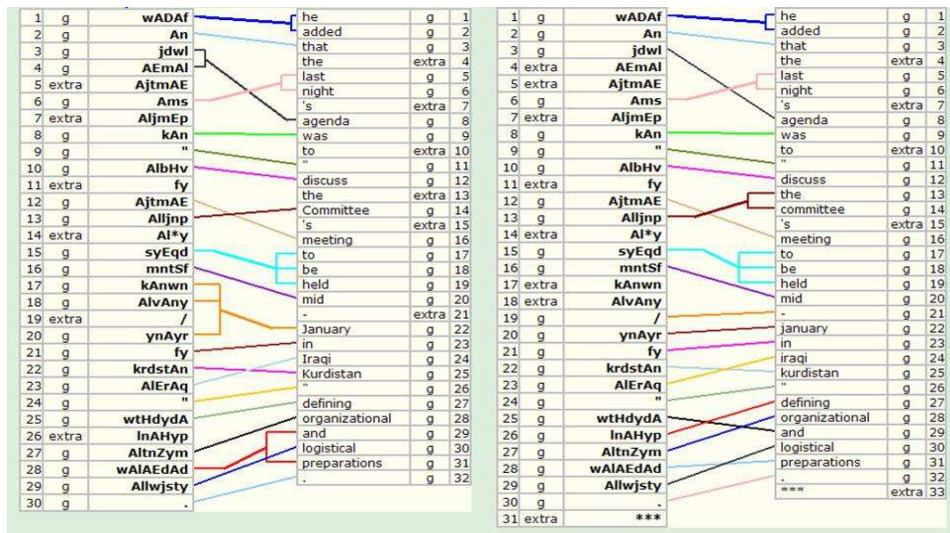 1 g wADAf
2 g An
3 g jdwl
4 g AEmAl
5 extra AjtmAE
6 g Ams
7 extra AljmEp
8 g kAn
9 g "
10 g AlbHv
11 extra fy
12 g AjtmAE
13 g Alljnp
14 extra Al*y
15 g syEqd
16 g mntSf
17 g kAnwn
18 g AlvAny
19 extra /
20 g ynAyr
21 g fy
22 g krdstAn
23 g AlErAq
24 g "
25 g wtHdydA
26 extra lnAHyp
27 g AltnZym
28 g wAlAEdAd
29 g Allwjsty
30 g .
he g 1
added g 2
that g 3
the extra 4
last g 5
night g 6
's extra 7
agenda g 8
was g 9
to extra 10
" g 11
discuss g 12
the extra 13
Committee g 14
's extra 15
meeting g 16
to g 17
be g 18
held g 19
mid g 20
- extra 21
January g 22
in g 23
Iraqi g 24
Kurdistan g 25
" g 26
defining g 27
organizational g 28
and g 29
logistical g 30
preparations g 31
. g 32
1 g wADAf
2 g An
3 g jdwl
4 extra AEmAl
5 extra AjtmAE
6 g Ams
7 extra AljmEp
8 g kAn
9 g "
10 g AlbHv
11 extra fy
12 g AjtmAE
13 g Alljnp
14 extra Al*y
15 g syEqd
16 g mntSf
17 extra kAnwn
18 extra AlvAny
19 g /
20 g ynAyr
21 g fy
22 g krdstAn
23 g AlErAq
24 g "
25 g wtHdydA
26 g lnAHyp
27 g AltnZym
28 g wAlAEdAd
29 g Allwjsty
30 g .
31 extra ***
he g 1
added g 2
that g 3
the extra 4
last g 5
night g 6
's extra 7
agenda g 8
was g 9
to extra 10
" g 11
discuss g 12
the g 13
committee g 14
's extra 15
meeting g 16
to g 17
be g 18
held g 19
mid g 20
- g 21
january g 22
in g 23
iraqi g 24
kurdistan g 25
" g 26
defining g 27
organizational g 28
and g 29
logistical g 30
preparations g 31
. g 32
*** extra 33